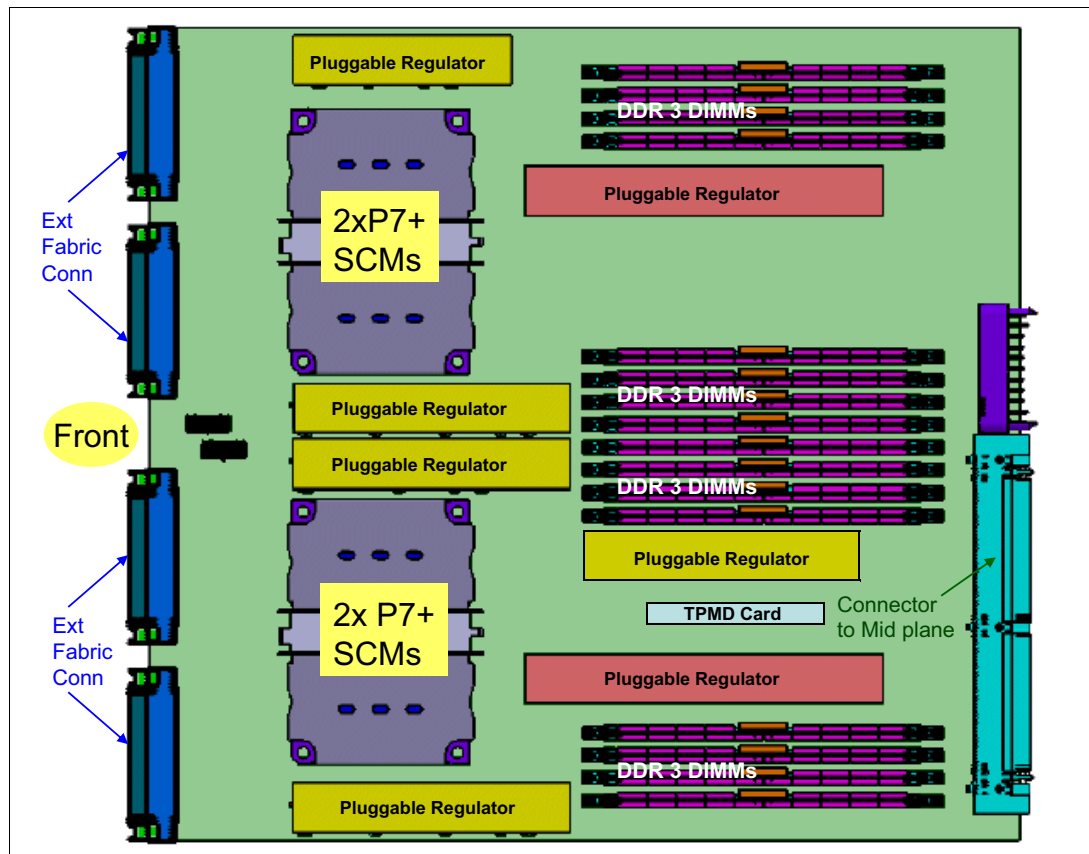 Pluggable Regulator
DDR 3 DIMMs
Pluggable Regulator
2xP7+
SCMs
Ext
Fabric
Conn
DDR 3 DIMMs
Pluggable Regulator
Front
Pluggable Regulator
DDR 3 DIMMs
Pluggable Regulator
2x P7+
SCMs
TPMD Card
Connector
to Mid plane
Ext
Fabric
Conn
Pluggable Regulator
DDR 3 DIMMs
Pluggable Regulator